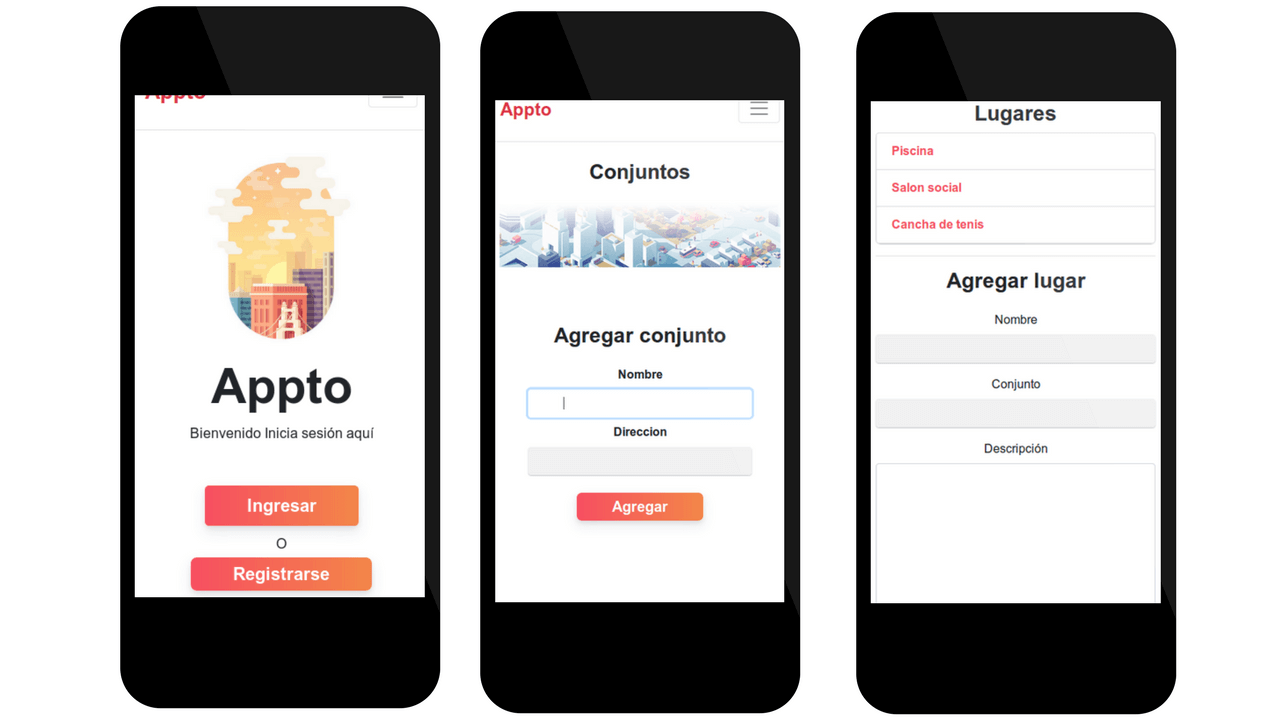 Appto
Appto
Bienvenido Inicia sesión aquí
Ingresar
O
Registrarse
Appto
Conjuntos
Agregar conjunto
Nombre
Direccion
Agregar
Lugares
Piscina
Salon social
Cancha de tenis
Agregar lugar
Nombre
Conjunto
Descripción